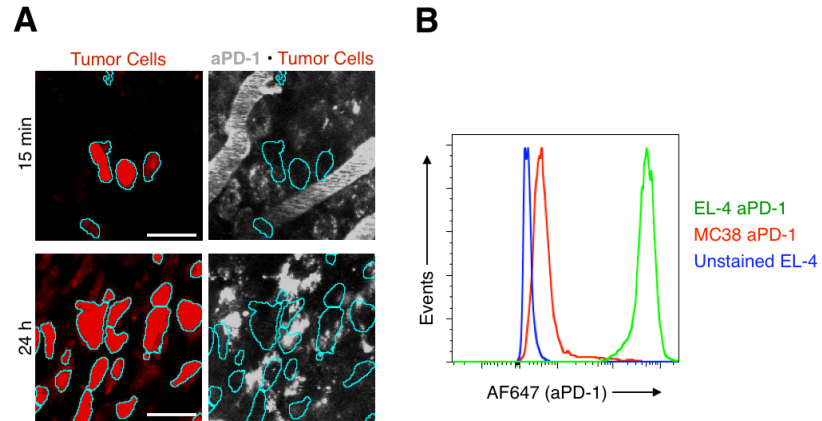 A
Tumor Cells
aPD-1 • Tumor Cells
15 min
24 h
B
Events
EL-4 aPD-1
MC38 aPD-1
Unstained EL-4
AF647 (aPD-1)